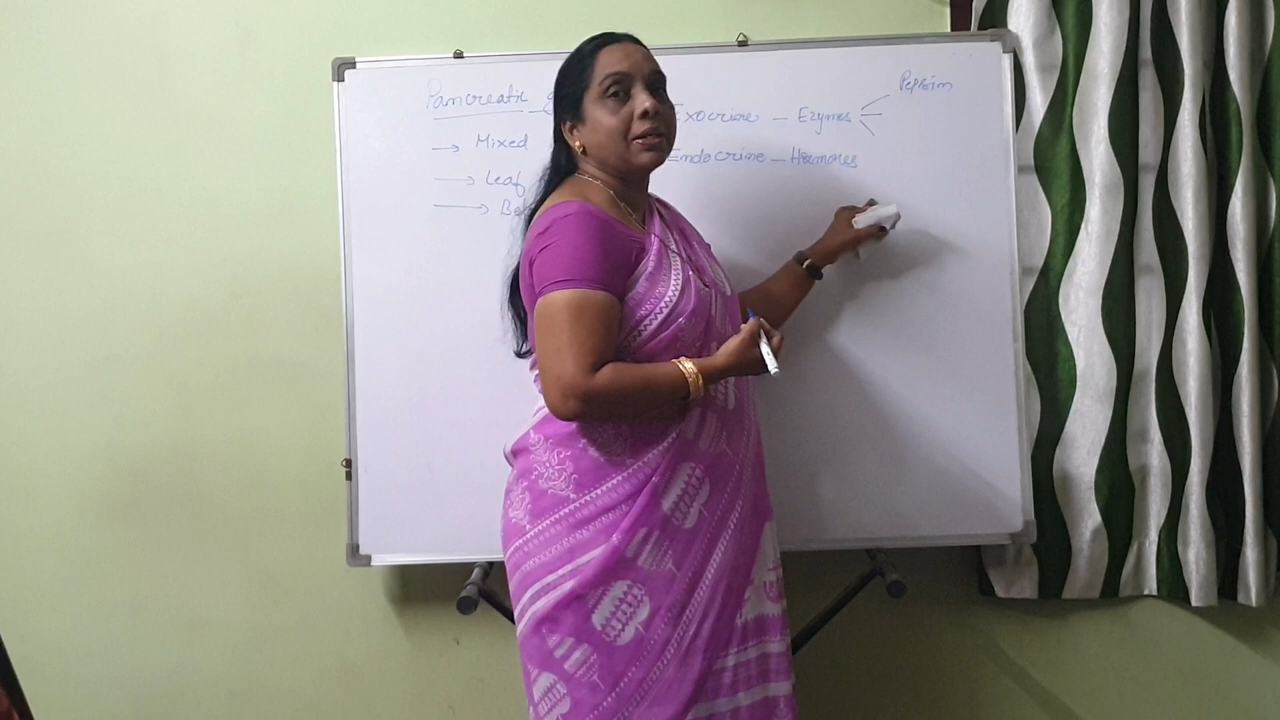 Pancreatic
→ Mixed
→ Leaf
→
Exocrine - Ezymes
Pepsin
Endocrine - Hormones